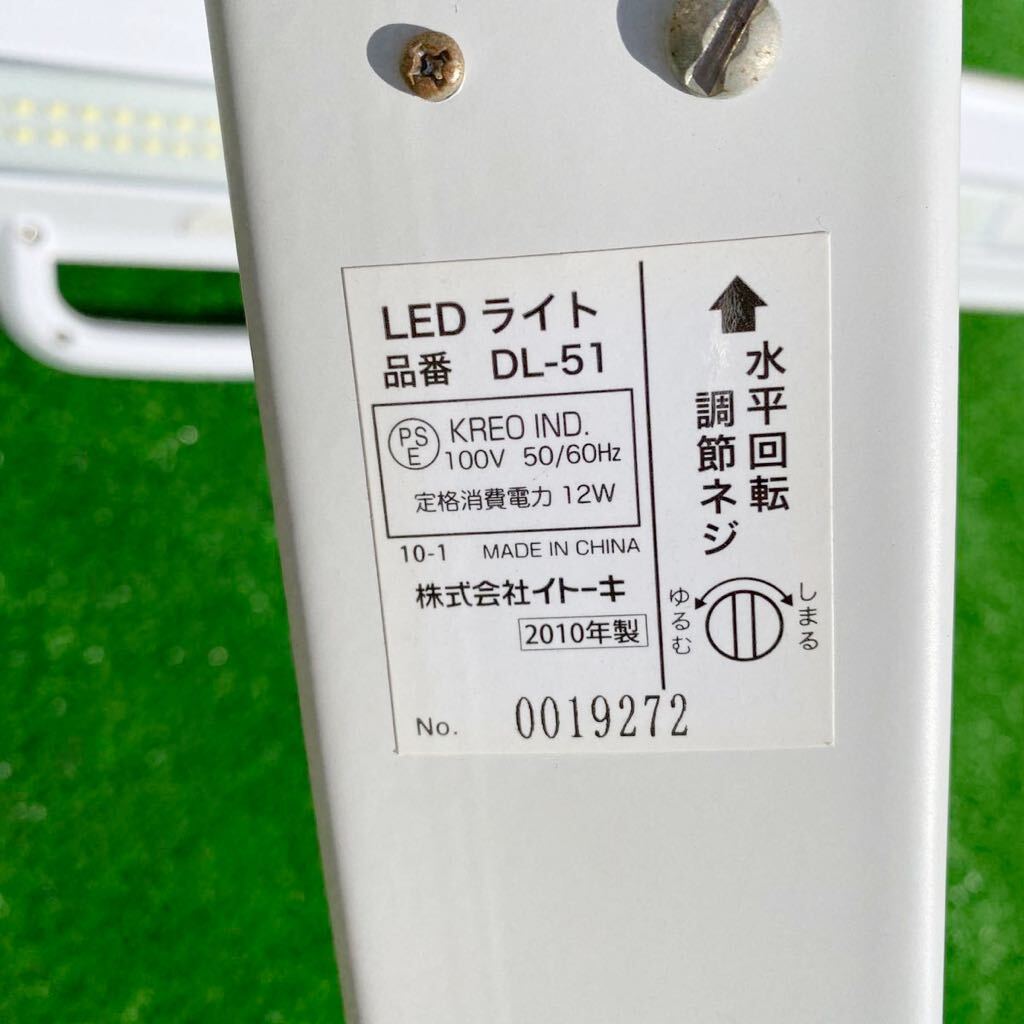 LED ライト
品番 DL-51
PS
E
KREO IND.
100V 50/60Hz
定格消費電力 12W
10-1 MADE IN CHINA
株式会社イトーキ
2010年製
No. 0019272
水平回転
調節ネジ
ゆるむ
しまる